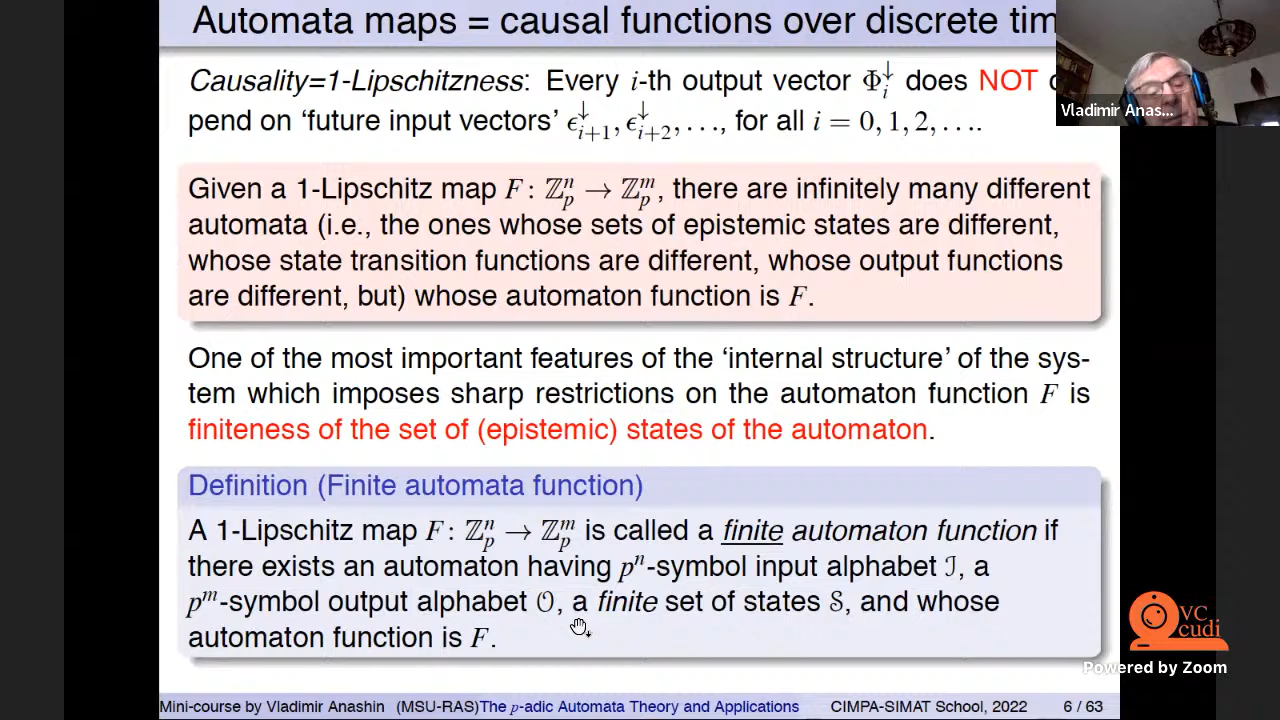 Automata maps = causal functions over discrete tim
Causality=1-Lipschitzness: Every i-th output vector Φ↓i does NOT
pend on 'future input vectors' ϵ↓i+1, ϵ↓i+2, . . ., for all i = 0, 1, 2, . . ..
Vladimir Anas...
Given a 1-Lipschitz map F: ℤⁿp → ℤᵐp, there are infinitely many different
automata (i.e., the ones whose sets of epistemic states are different,
whose state transition functions are different, whose output functions
are different, but) whose automaton function is F.
One of the most important features of the 'internal structure' of the sys-
tem which imposes sharp restrictions on the automaton function F is
finiteness of the set of (epistemic) states of the automaton.
Definition (Finite automata function)
A 1-Lipschitz map F: ℤⁿp → ℤᵐp is called a finite automaton function if
there exists an automaton having pⁿ-symbol input alphabet ℐ, a
pᵐ-symbol output alphabet 𝒪, a finite set of states 𝒮, and whose
automaton function is F.
VC
cudi
Powered by Zoom
Mini-course by Vladimir Anashin (MSU-RAS) The p-adic Automata Theory and Applications CIMPA-SIMAT School, 2022 6 / 63